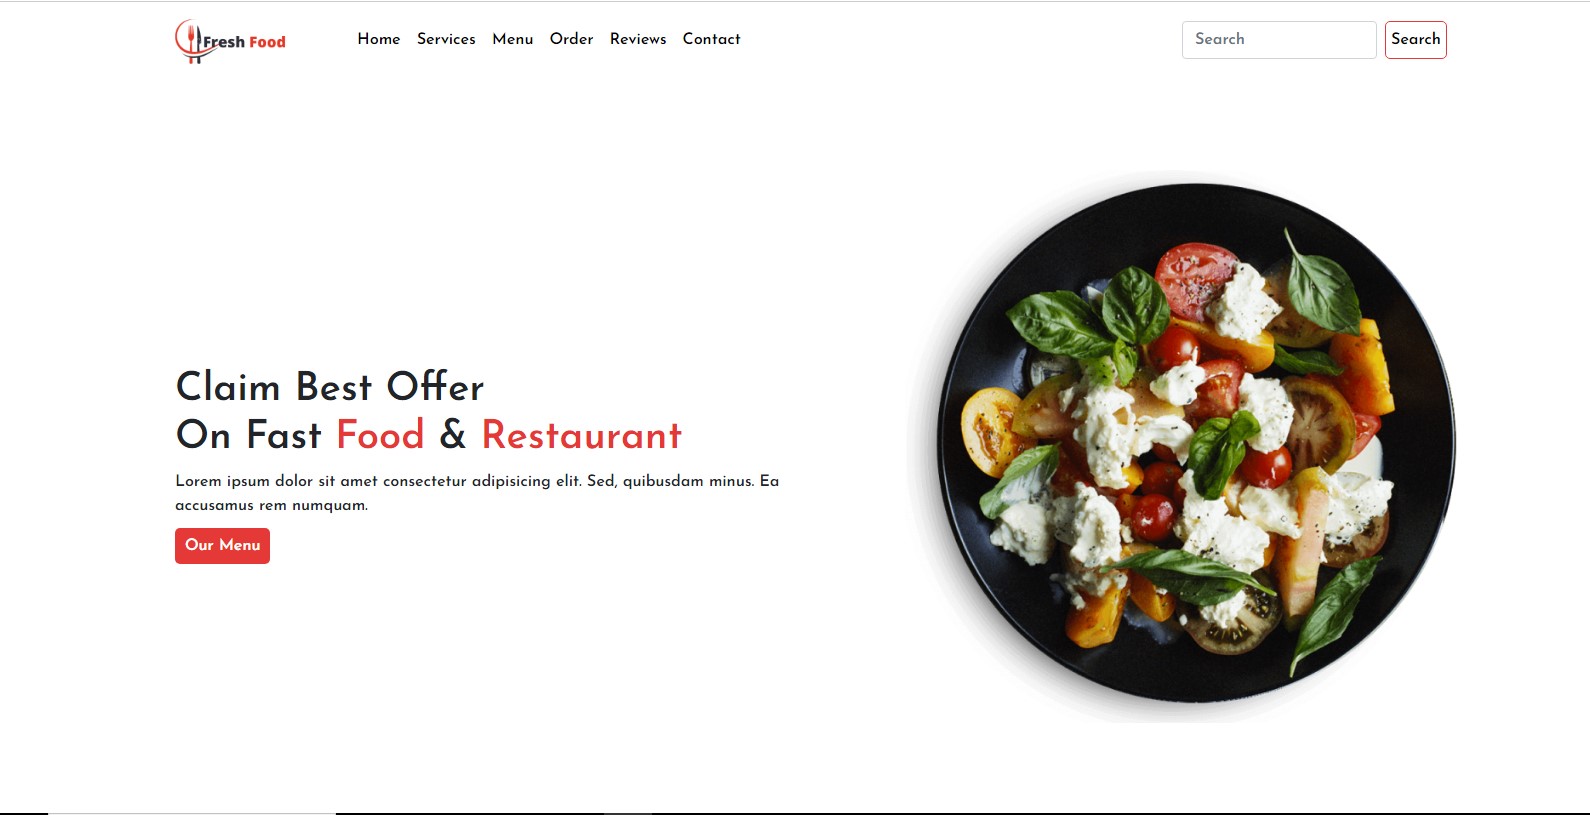 Fresh Food
Home Services Menu Order Reviews Contact
Search
Search
Claim Best Offer
On Fast Food & Restaurant
Lorem ipsum dolor sit amet consectetur adipisicing elit. Sed, quibusdam minus. Ea
accusamus rem numquam.
Our Menu